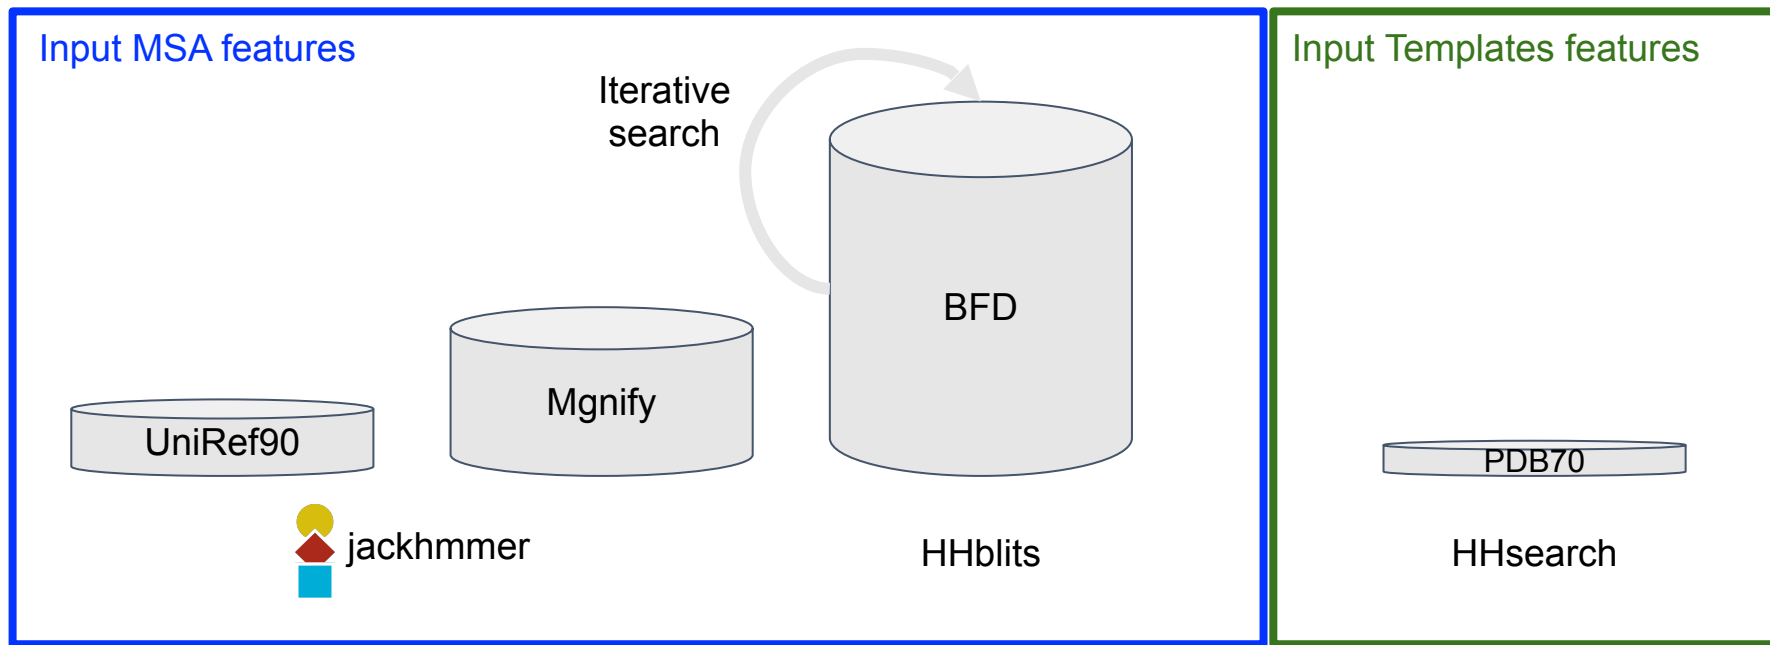 Input MSA features
Input Templates features
Iterative
search
BFD
Mgnify
UniRef90
PDB70
jackhmmer
HHblits
HHsearch